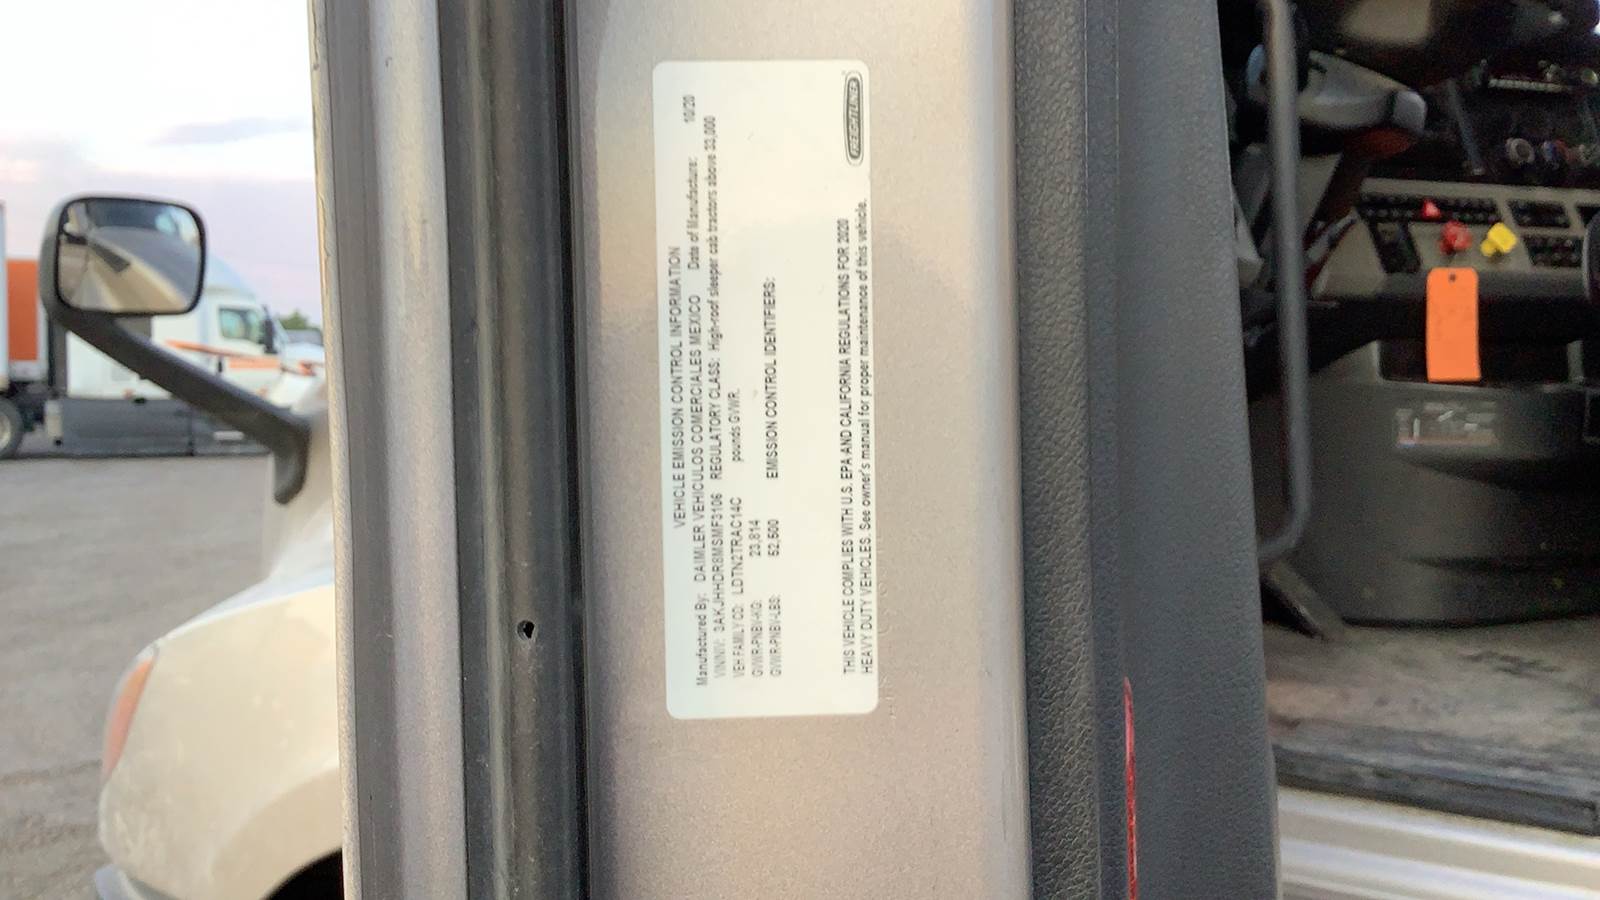 VEHICLE EMISSION CONTROL INFORMATION
Manufactured By: DAIMLER VEHICULOS COMERCIALES MEXICO Date of Manufacture: 10/20
VIN/NIV: 3AKJHHDR8MSMF3106 REGULATORY CLASS: High-roof sleeper cab tractors above 33,000
VEH FAMILY CD: LDTN2TRAC14C pounds GVWR.
GVWR-PNBV-KG: 23,814
GVWR-PNBV-LBS: 52,500 EMISSION CONTROL IDENTIFIERS:
THIS VEHICLE COMPLIES WITH U.S. EPA AND CALIFORNIA REGULATIONS FOR 2020
HEAVY DUTY VEHICLES. See owner's manual for proper maintenance of this vehicle.
FREIGHTLINER